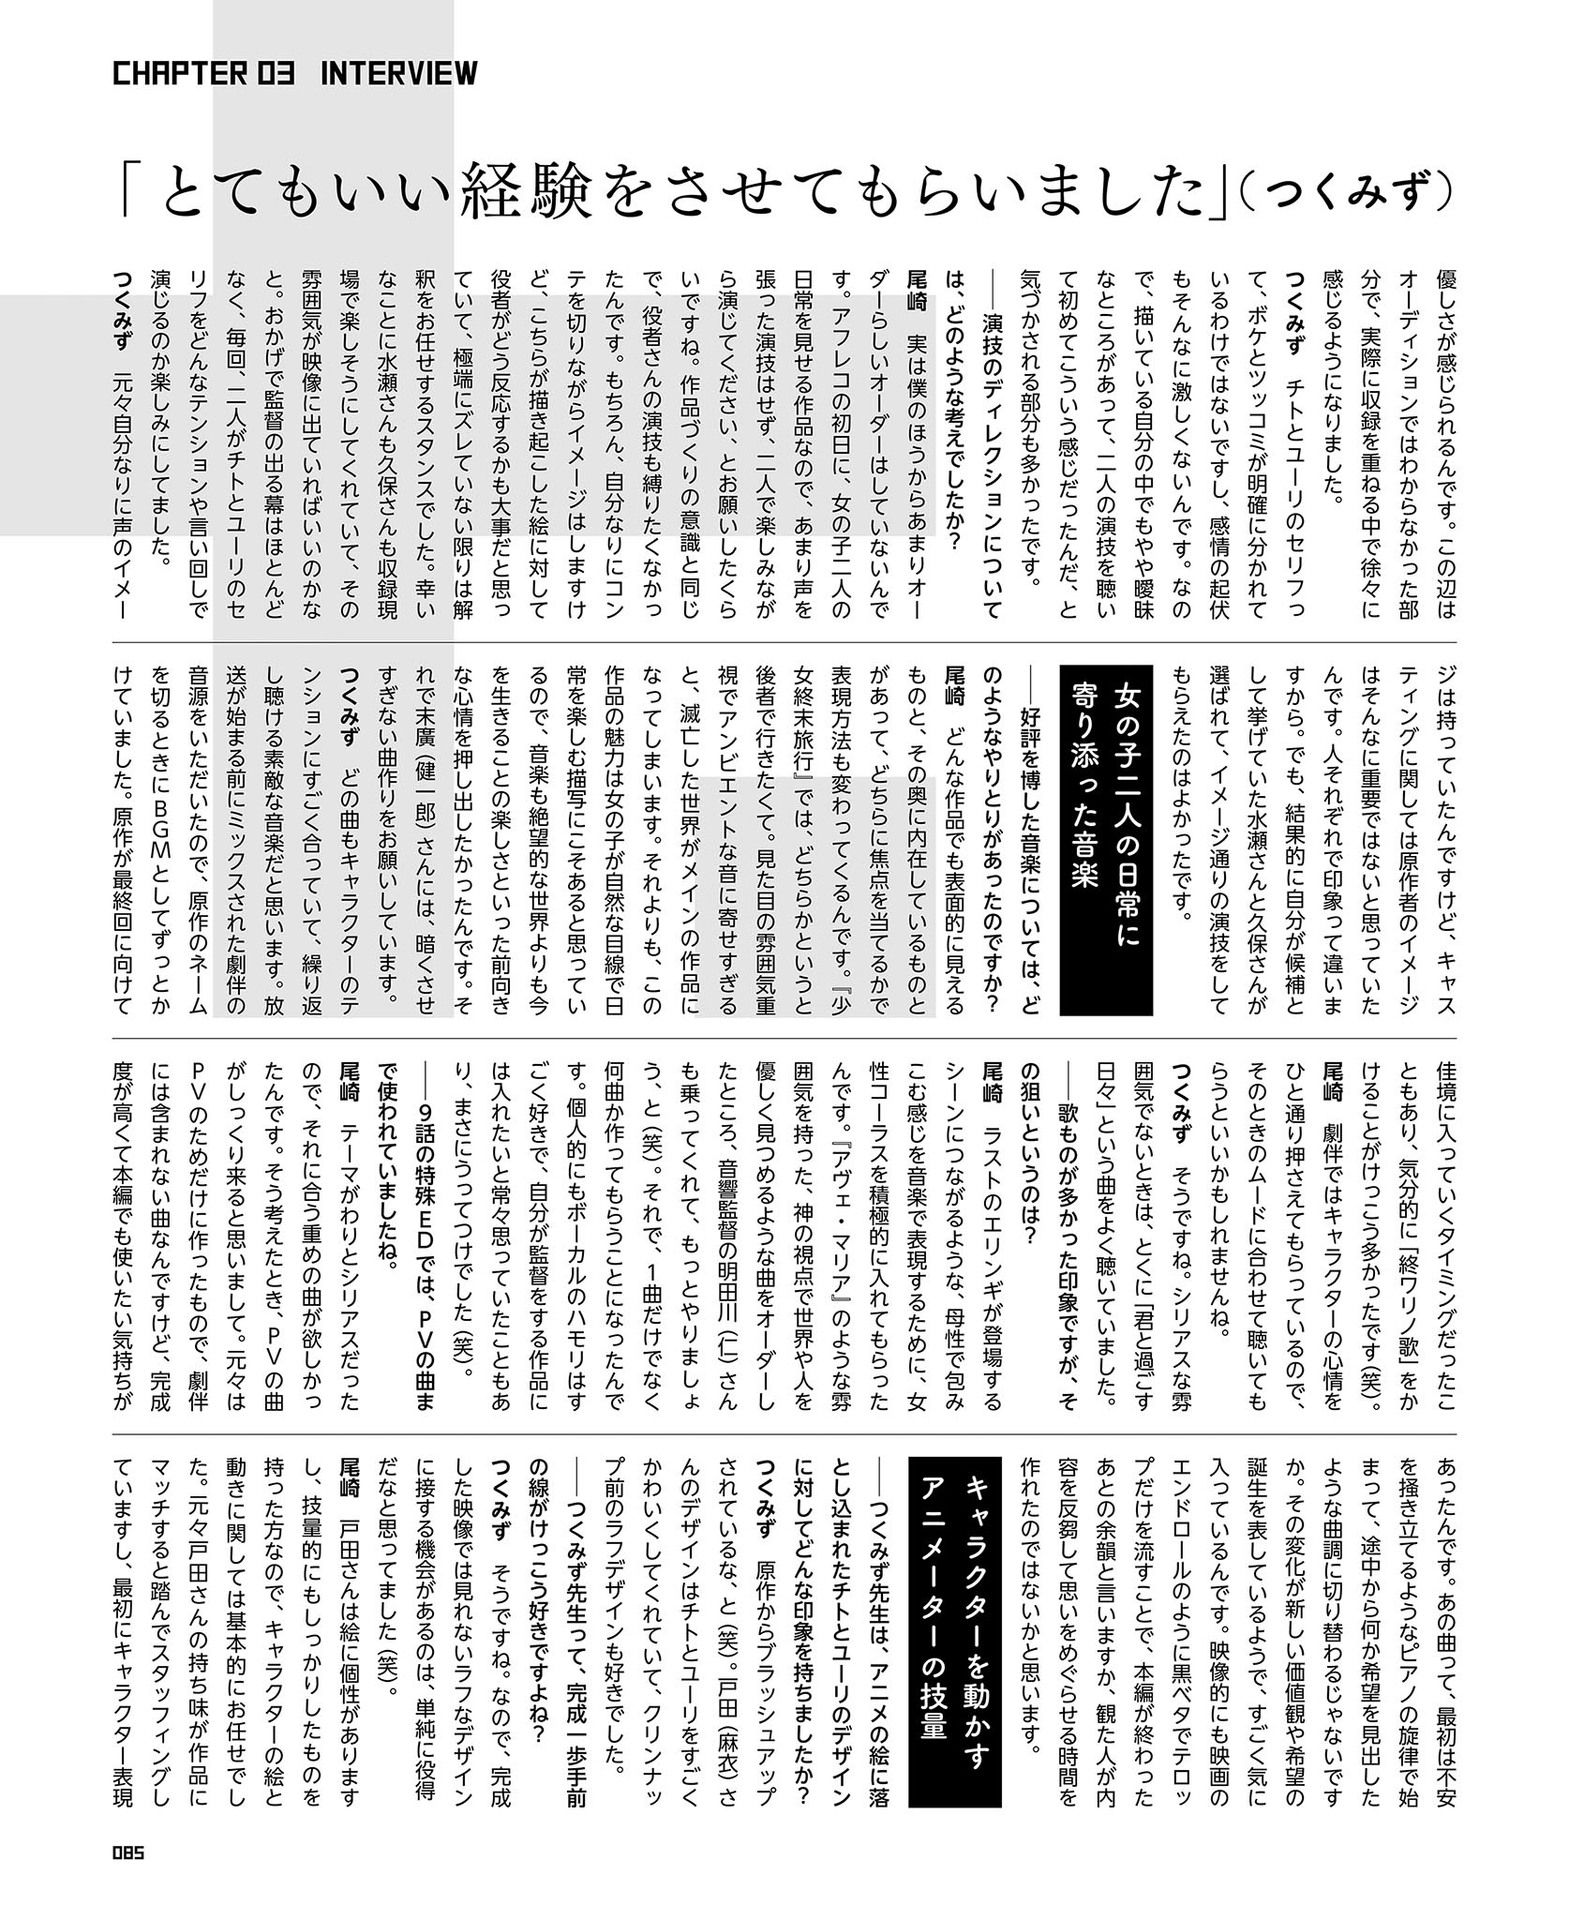 CHAPTER 03 INTERVIEW
「とてもいい経験をさせてもらいました」（つくみず）
優しさが感じられるんです。この辺は
オーディションではわからなかった部
分で、実際に収録を重ねる中で徐々に
感じるようになりました。
つくみず　チトとユーリのセリフっ
て、ボケとツッコミが明確に分かれて
いるわけではないですし、感情の起伏
もそんなに激しくないんです。なの
で、描いている自分の中でもやや曖昧
なところがあって、二人の演技を聴い
て初めてこういう感じだったんだ、と
気づかされる部分も多かったです。
――演技のディレクションについて
は、どのような考えでしたか？
尾崎　実は僕のほうからあまりオー
ダーらしいオーダーはしていないんで
す。アフレコの初日に、女の子二人の
日常を見せる作品なので、あまり声を
張った演技はせず、二人で楽しみなが
ら演じてください、とお願いしたくら
いですね。作品づくりの意識と同じ
で、役者さんの演技も縛りたくなかっ
たんです。もちろん、自分なりにコン
テを切りながらイメージはしますけ
ど、こちらが描き起こした絵に対して
役者がどう反応するかも大事だと思っ
ていて、極端にズレていない限りは解
釈をお任せするスタンスでした。幸い
なことに水瀬さんも久保さんも収録現
場で楽しそうにしてくれていて、その
雰囲気が映像に出ていればいいのかな
と。おかげで監督の出る幕はほとんど
なく、毎回、二人がチトとユーリのセ
リフをどんなテンションや言い回しで
演じるのか楽しみにしてました。
つくみず　元々自分なりに声のイメー
ジは持っていたんですけど、キャス
ティングに関しては原作者のイメージ
はそんなに重要ではないと思っていた
んです。人それぞれで印象って違いま
すから。でも、結果的に自分が候補と
して挙げていた水瀬さんと久保さんが
選ばれて、イメージ通りの演技をして
もらえたのはよかったです。
女の子二人の日常に
寄り添った音楽
――好評を博した音楽については、ど
のようなやりとりがあったのですか？
尾崎　どんな作品でも表面的に見える
ものと、その奥に内在しているものと
があって、どちらに焦点を当てるかで
表現方法も変わってくるんです。『少
女終末旅行』では、どちらかというと
後者で行きたくて。見た目の雰囲気重
視でアンビエントな音に寄せすぎる
と、滅亡した世界がメインの作品に
なってしまいます。それよりも、この
作品の魅力は女の子が自然な目線で日
常を楽しむ描写にこそあると思ってい
るので、音楽も絶望的な世界よりも今
を生きることの楽しさといった前向き
な心情を押し出したかったんです。そ
れで末廣（健一郎）さんには、暗くさせ
すぎない曲作りをお願いしています。
つくみず　どの曲もキャラクターのテ
ンションにすごく合っていて、繰り返
し聴ける素敵な音楽だと思います。放
送が始まる前にミックスされた劇伴の
音源をいただいたので、原作のネーム
を切るときにBGMとしてずっとか
けていました。原作が最終回に向けて
佳境に入っていくタイミングだったこ
ともあり、気分的に「終ワリノ歌」をか
けることがけっこう多かったです（笑）。
尾崎　劇伴ではキャラクターの心情を
ひと通り押さえてもらっているので、
そのときのムードに合わせて聴いても
らうといいかもしれませんね。
つくみず　そうですね。シリアスな雰
囲気でないときは、とくに「君と過ごす
日々」という曲をよく聴いていました。
――歌ものが多かった印象ですが、そ
の狙いというのは？
尾崎　ラストのエリンギが登場する
シーンにつながるような、母性で包み
こむ感じを音楽で表現するために、女
性コーラスを積極的に入れてもらった
んです。『アヴェ・マリア』のような雰
囲気を持った、神の視点で世界や人を
優しく見つめるような曲をオーダーし
たところ、音響監督の明田川（仁）さん
も乗ってくれて、もっとやりましょ
う、と（笑）。それで、1曲だけでなく
何曲か作ってもらうことになったんで
す。個人的にもボーカルのハモリはす
ごく好きで、自分が監督をする作品に
は入れたいと常々思っていたこともあ
り、まさにうってつけでした（笑）。
――9話の特殊EDでは、PVの曲ま
で使われていましたね。
尾崎　テーマがわりとシリアスだった
ので、それに合う重めの曲が欲しかっ
たんです。そう考えたとき、PVの曲
がしっくり来ると思いまして。元々は
PVのためだけに作ったもので、劇伴
には含まれない曲なんですけど、完成
度が高くて本編でも使いたい気持ちが
あったんです。あの曲って、最初は不安
を掻き立てるようなピアノの旋律で始
まって、途中から何か希望を見出した
ような曲調に切り替わるじゃないです
か。その変化が新しい価値観や希望の
誕生を表しているようで、すごく気に
入っているんです。映像的にも映画の
エンドロールのように黒ベタでテロッ
プだけを流すことで、本編が終わった
あとの余韻と言いますか、観た人が内
容を反芻して思いをめぐらせる時間を
作れたのではないかと思います。
キャラクターを動かす
アニメーターの技量
――つくみず先生は、アニメの絵に落
とし込まれたチトとユーリのデザイン
に対してどんな印象を持ちましたか？
つくみず　原作からブラッシュアップ
されているな、と（笑）。戸田（麻衣）さ
んのデザインはチトとユーリをすごく
かわいくしてくれていて、クリンナッ
プ前のラフデザインも好きでした。
――つくみず先生って、完成一歩手前
の線がけっこう好きですよね？
つくみず　そうですね。なので、完成
した映像では見れないラフなデザイン
に接する機会があるのは、単純に役得
だなと思ってました（笑）。
尾崎　戸田さんは絵に個性があります
し、技量的にもしっかりしたものを
持った方なので、キャラクターの絵と
動きに関しては基本的にお任せでし
た。元々戸田さんの持ち味が作品に
マッチすると踏んでスタッフィングし
ていますし、最初にキャラクター表現
085